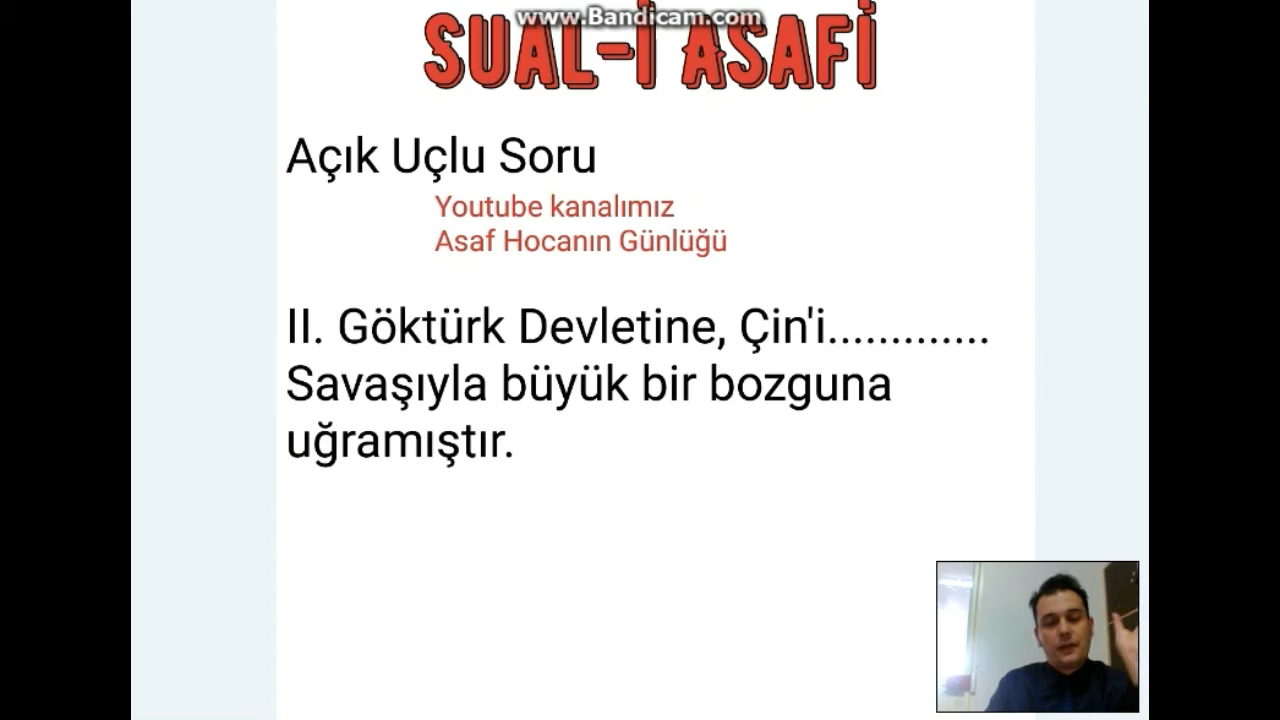 www.Bandicam.com
SUAL-İ ASAFİ
Açık Uçlu Soru
Youtube kanalımız
Asaf Hocanın Günlüğü
II. Göktürk Devletine, Çin'i.............
Savaşıyla büyük bir bozguna
uğramıştır.